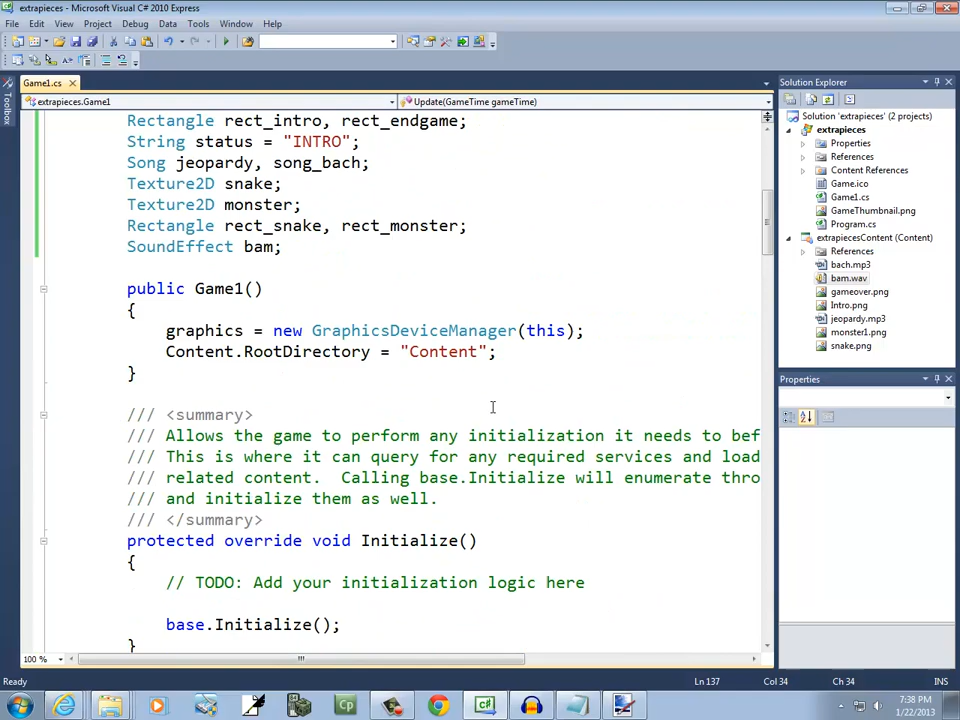 extrapieces - Microsoft Visual C# 2010 Express
File Edit View Project Debug Data Tools Window Help
Game1.cs
Toolbox
extrapieces.Game1
Update(GameTime gameTime)
Rectangle rect_intro, rect_endgame;
String status = "INTRO";
Song jeopardy, song_bach;
Texture2D snake;
Texture2D monster;
Rectangle rect_snake, rect_monster;
SoundEffect bam;
public Game1()
{
graphics = new GraphicsDeviceManager(this);
Content.RootDirectory = "Content";
}
/// <summary>
/// Allows the game to perform any initialization it needs to bef
/// This is where it can query for any required services and load
/// related content.  Calling base.Initialize will enumerate thro
/// and initialize them as well.
/// </summary>
protected override void Initialize()
{
// TODO: Add your initialization logic here
base.Initialize();
}
100 %
Solution Explorer
Solution 'extrapieces' (2 projects)
extrapieces
Properties
References
Content References
Game.ico
Game1.cs
GameThumbnail.png
Program.cs
extrapiecesContent (Content)
References
bach.mp3
bam.wav
gameover.png
Intro.png
jeopardy.mp3
monster1.png
snake.png
Properties
Ready
Ln 137
Col 34
Ch 34
INS
Cp
7:38 PM
1/22/2013